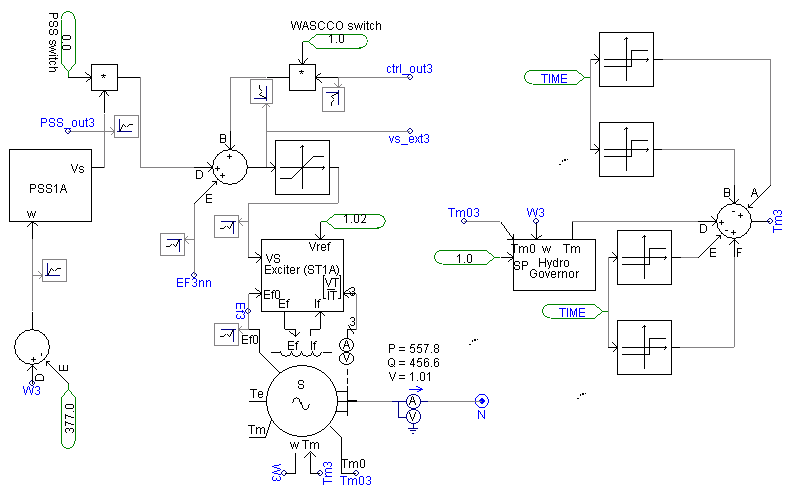 PSS switch
0.0
*
PSS_out3
Vs
PSS1A
w
D
E
W3
377.0
WASCCO switch
1.0
*
ctrl_out3
vs_ext3
B
D
E
EF3nn
1.02
Vref
VS
Exciter (ST1A)
VT
IT
3
Ef0
Ef
If
Ef3
3
Ef0
Ef
If
A
V
S
Te
Tm
w
Tm
Tm0
W3
Tm3
Tm03
P = 557.8
Q = 456.6
V = 1.01
A
V
N
TIME
B
A
D
E
F
Tm3
Tm03
W3
Tm0
w
Tm
SP
Hydro
Governor
1.0
TIME